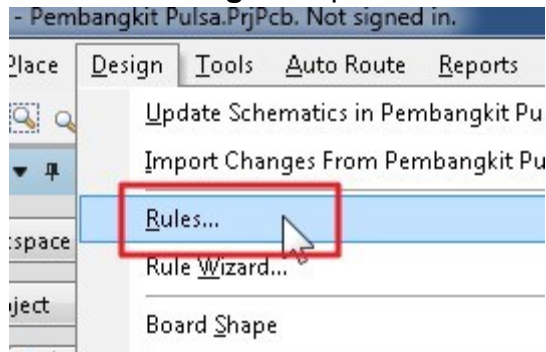 - Pembangkit Pulsa.PrjPcb. Not signed in.
Place Design Tools Auto Route Reports
Update Schematics in Pembangkit Pu
Import Changes From Pembangkit Pu
Rules...
Rule Wizard...
Board Shape